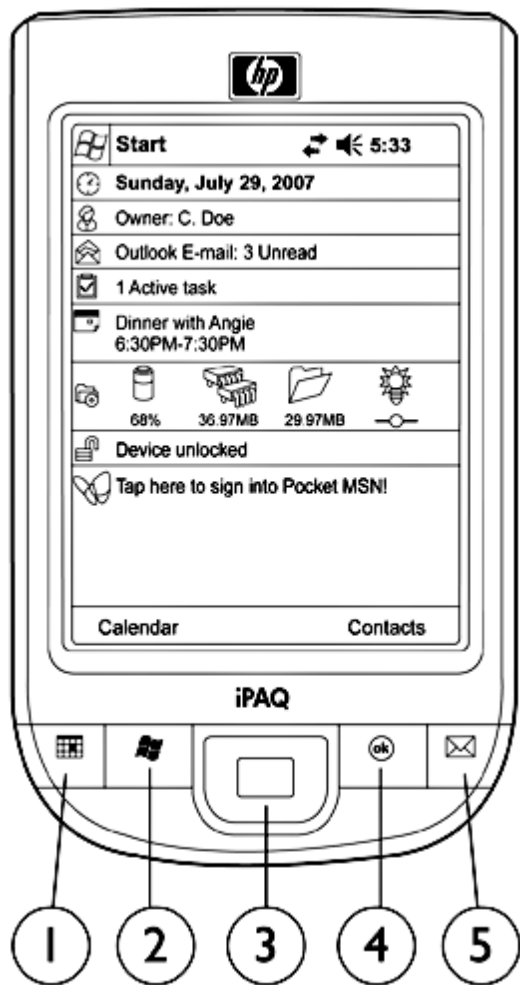 hp
Start 5:33
Sunday, July 29, 2007
Owner: C. Doe
Outlook E-mail: 3 Unread
1 Active task
Dinner with Angie
6:30PM-7:30PM
68% 36.97MB 29.97MB
Device unlocked
Tap here to sign into Pocket MSN!
Calendar Contacts
iPAQ
ok
1 2 3 4 5